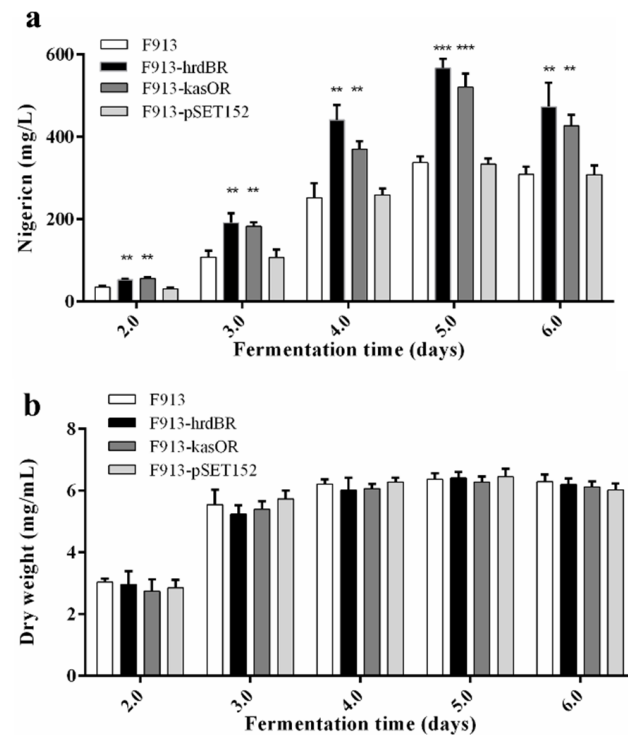 a
F913
F913-hrdBR
F913-kasOR
F913-pSET152
Nigericn (mg/L)
600
400
200
0
** **
** **
** **
*** ***
** **
2.0 3.0 4.0 5.0 6.0
Fermentation time (days)
b
F913
F913-hrdBR
F913-kasOR
F913-pSET152
Dry weight (mg/mL)
8
6
4
2
0
2.0 3.0 4.0 5.0 6.0
Fermentation time (days)